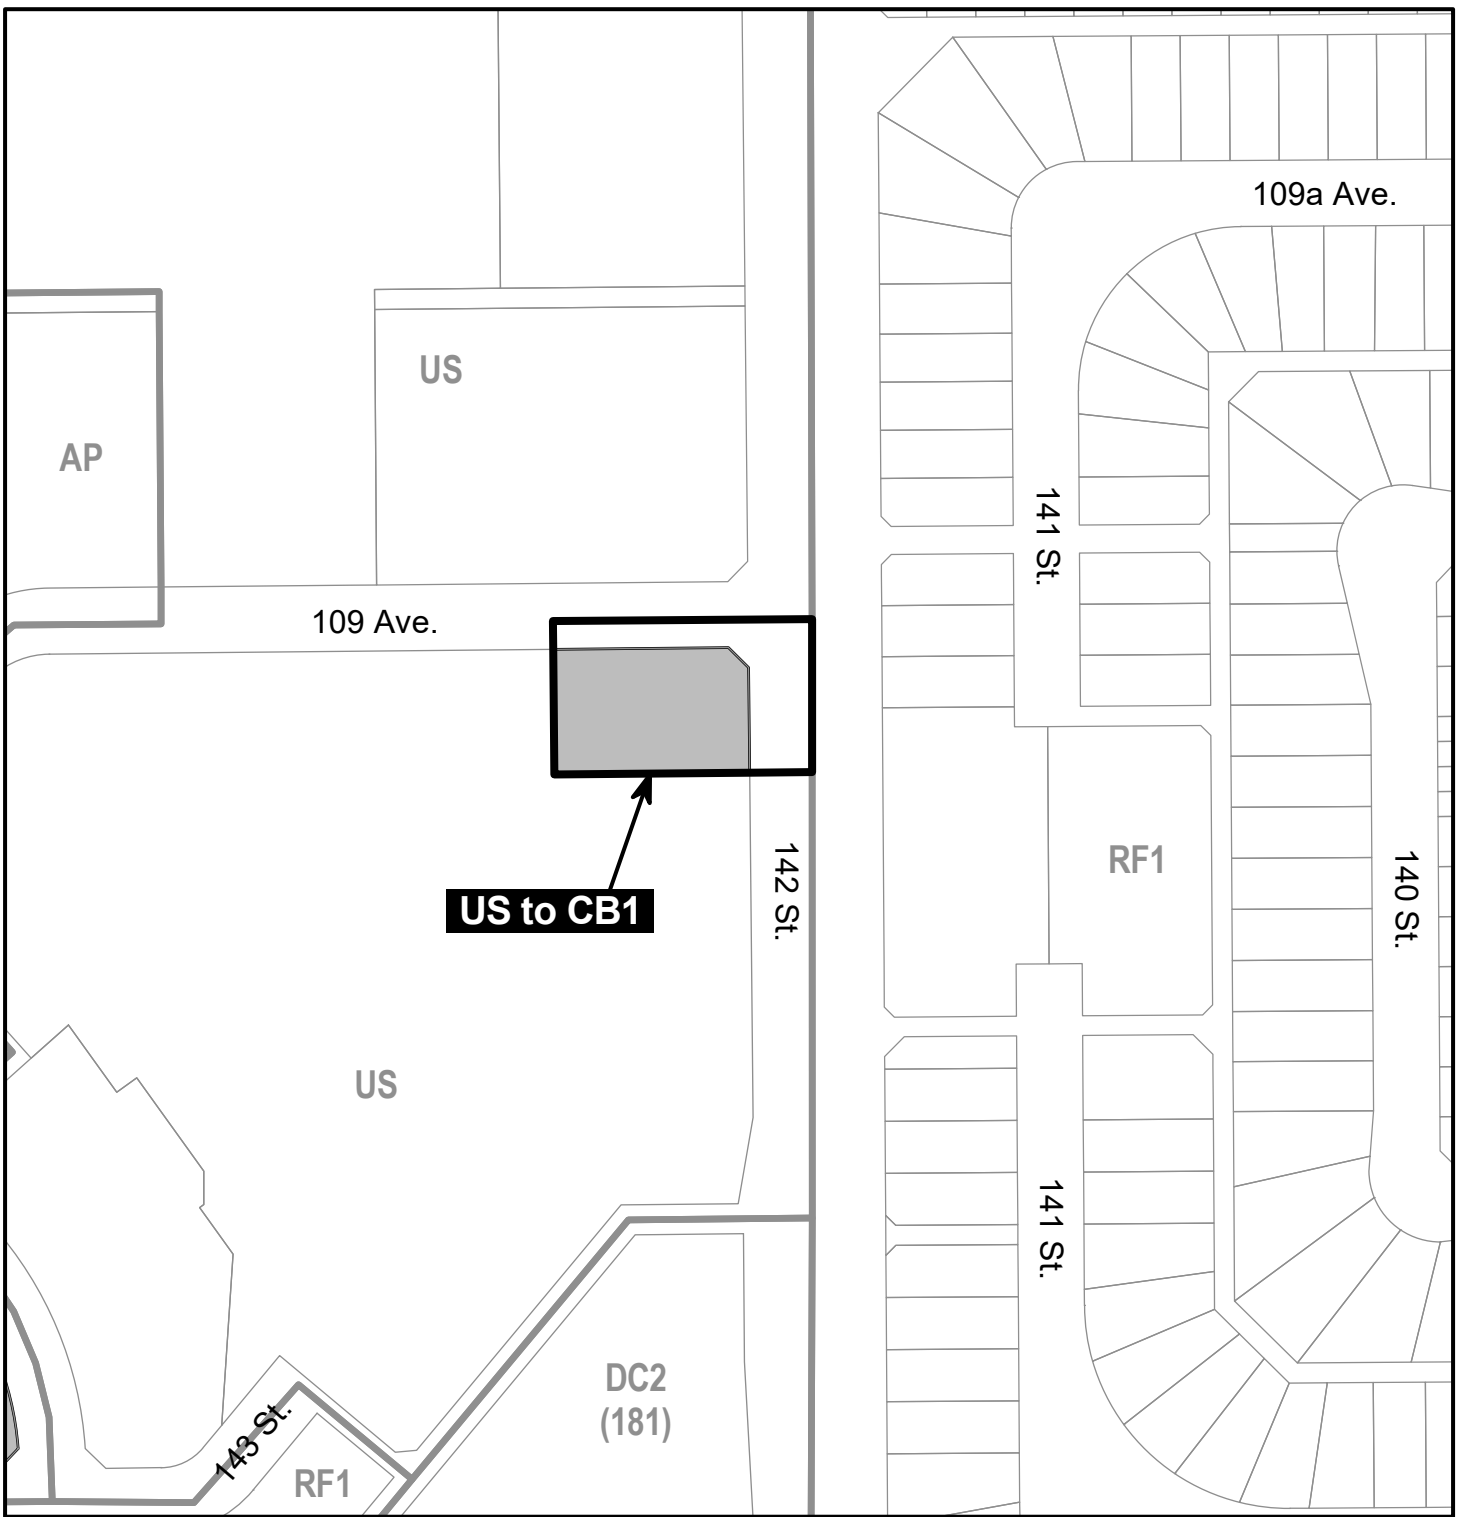 109a Ave.
US
AP
141 St.
109 Ave.
142 St.
RF1
140 St.
US to CB1
US
141 St.
DC2
(181)
143 St.
RF1